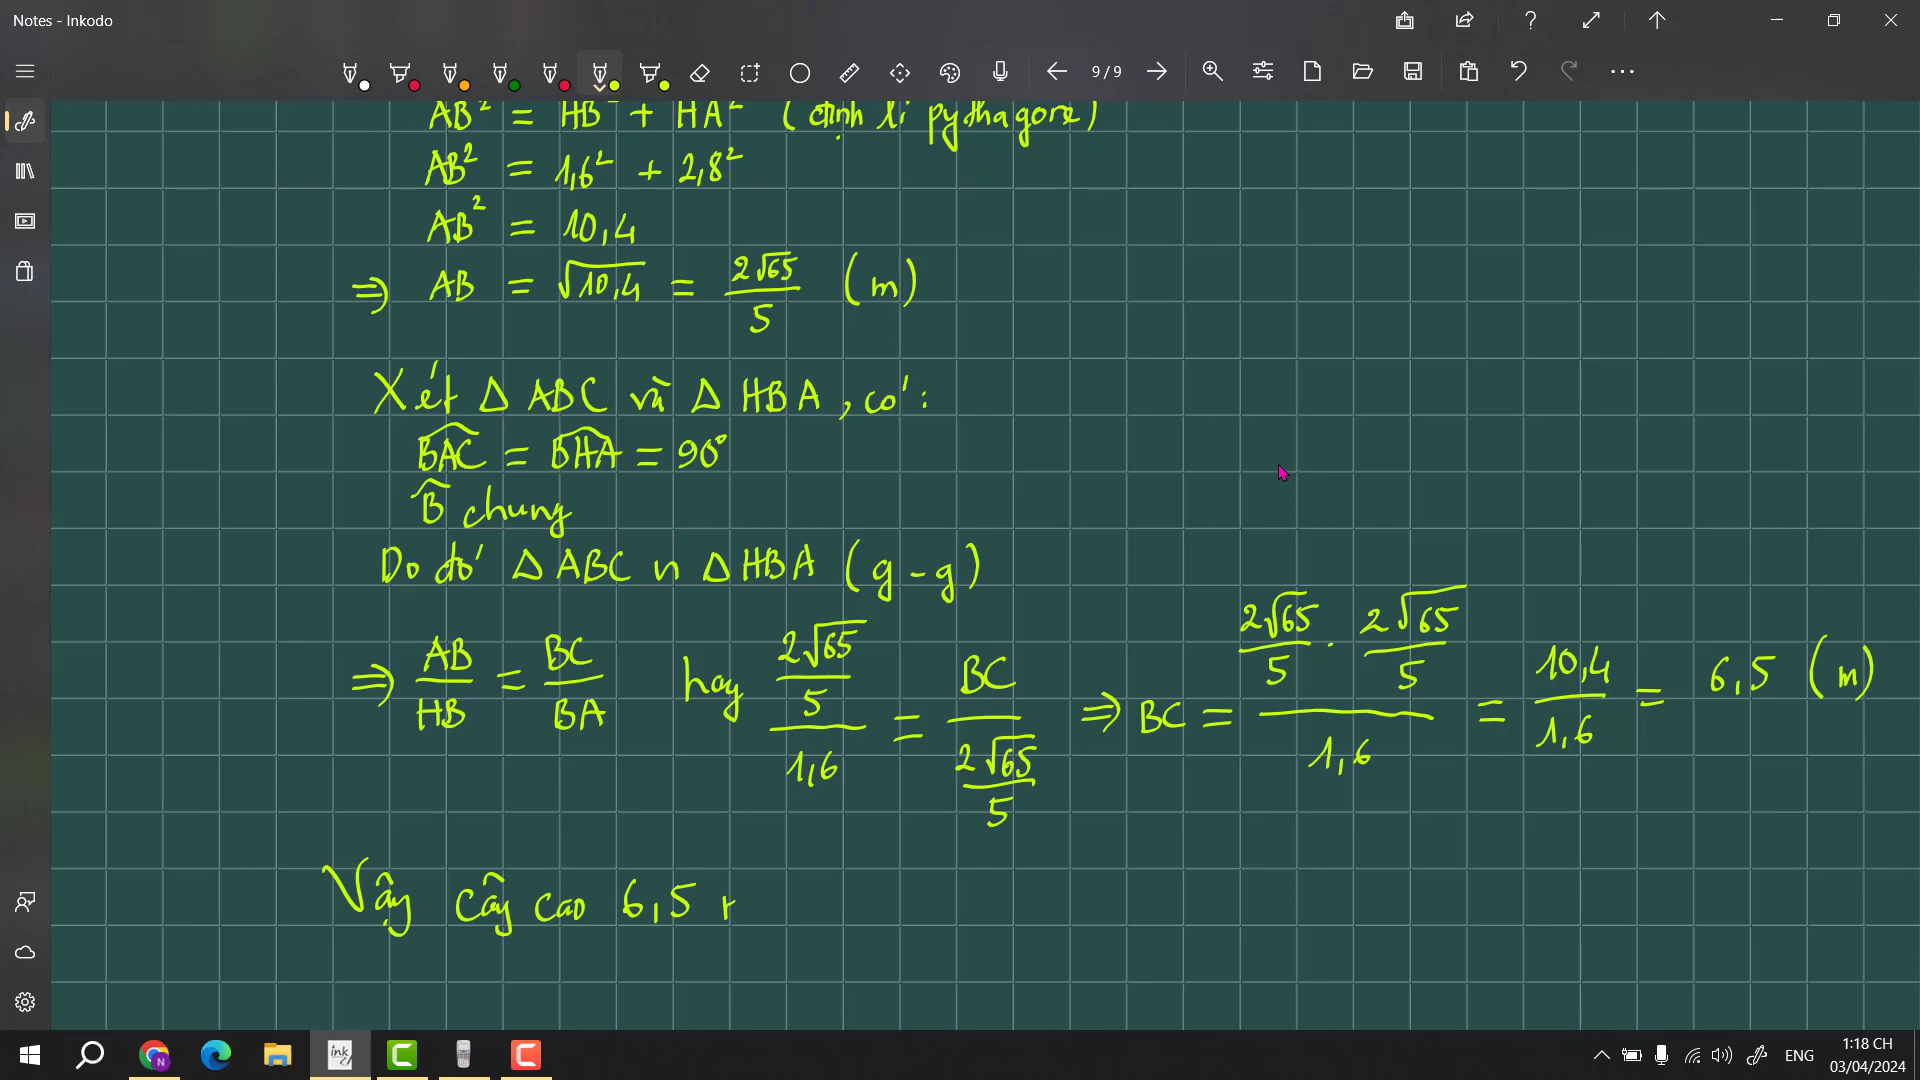 Notes - Inkodo
9/9
AB² = HB² + HA² (định lí pythagore)
AB² = 1,6² + 2,8²
AB² = 10,4
⇒ AB = √10,4 = 2√65/5 (m)
Xét Δ ABC và Δ HBA, có:
BAC = BHA = 90°
B chung
Do đó Δ ABC ∽ Δ HBA (g - g)
⇒ AB/HB = BC/BA hay (2√65/5)/1,6 = BC/(2√65/5) ⇒ BC = (2√65/5 . 2√65/5)/1,6 = 10,4/1,6 = 6,5 (m)
Vậy cây cao 6,5
ink
ENG
1:18 CH
03/04/2024